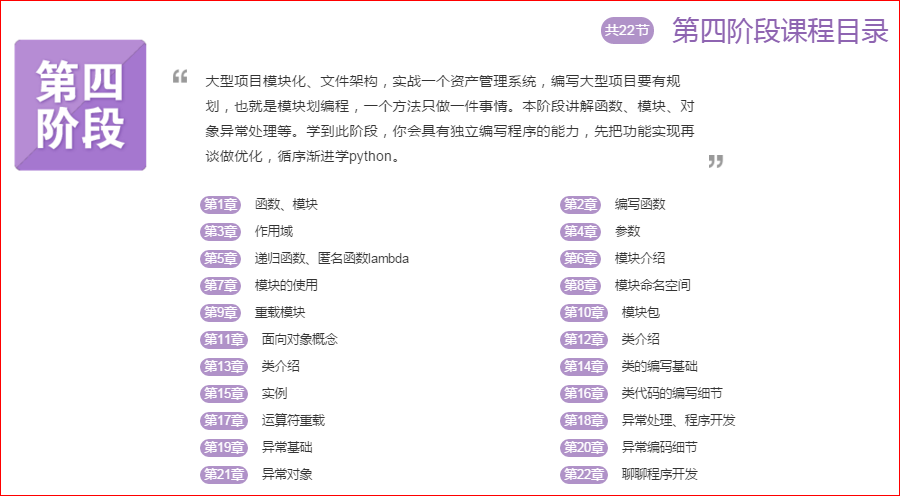 共22节 第四阶段课程目录
第四
阶段
“
大型项目模块化、文件架构，实战一个资产管理系统，编写大型项目要有规
划，也就是模块划编程，一个方法只做一件事情。本阶段讲解函数、模块、对
象异常处理等。学到此阶段，你会具有独立编写程序的能力，先把功能实现再
谈做优化，循序渐进学python。
”
第1章 函数、模块 第2章 编写函数
第3章 作用域 第4章 参数
第5章 递归函数、匿名函数lambda 第6章 模块介绍
第7章 模块的使用 第8章 模块命名空间
第9章 重载模块 第10章 模块包
第11章 面向对象概念 第12章 类介绍
第13章 类介绍 第14章 类的编写基础
第15章 实例 第16章 类代码的编写细节
第17章 运算符重载 第18章 异常处理、程序开发
第19章 异常基础 第20章 异常编码细节
第21章 异常对象 第22章 聊聊程序开发